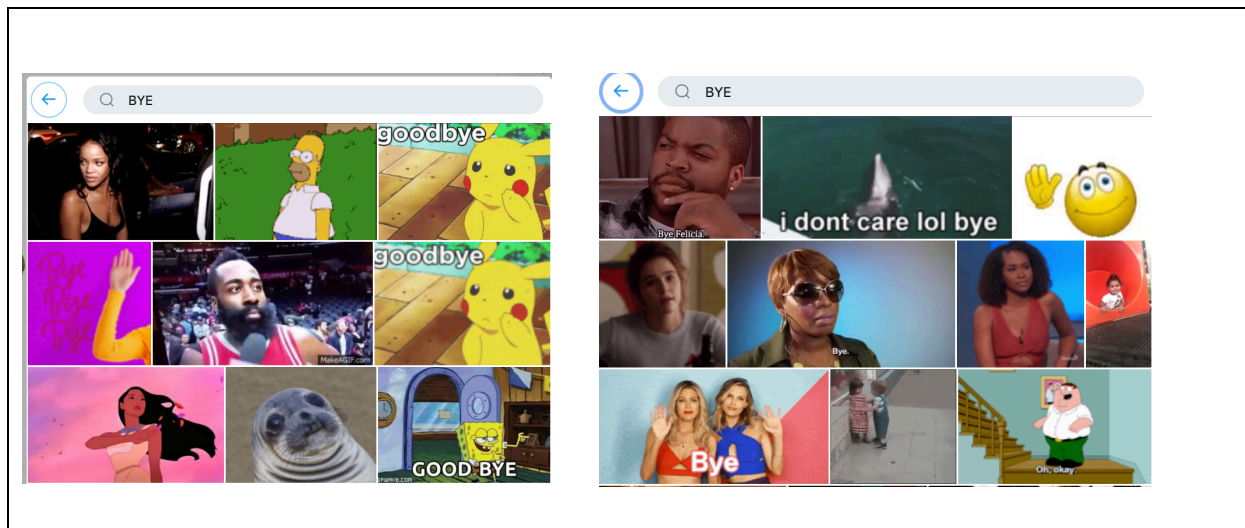 BYE
goodbye
Bye
Bye
Bye
goodbye
MakeAGIF.com
GOOD BYE
BYE
Bye Felicia.
i dont care lol bye
Bye.
Bye
Oh, okay.